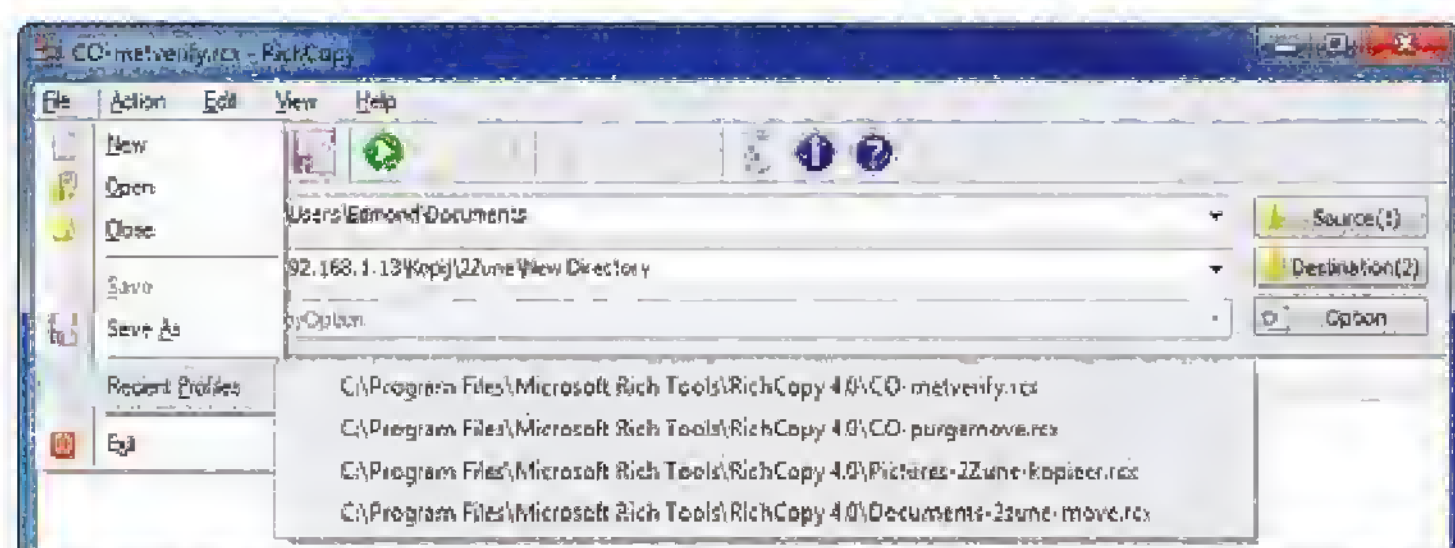 CO-metverify.rcx - RichCopy
File Action Edit View Help
New
Open
Close
Save
Save As
Recent Profiles
Exit
Users\Edmond\Documents
92.168.1.13\Kopij\2Zune\New Directory
pyOption
Source(1)
Destination(2)
Option
C:\Program Files\Microsoft Rich Tools\RichCopy 4.0\CO-metverify.rcx
C:\Program Files\Microsoft Rich Tools\RichCopy 4.0\CO-purgemove.rcx
C:\Program Files\Microsoft Rich Tools\RichCopy 4.0\Pictures-2Zune-kopieer.rcx
C:\Program Files\Microsoft Rich Tools\RichCopy 4.0\Documents-2zune-move.rcx